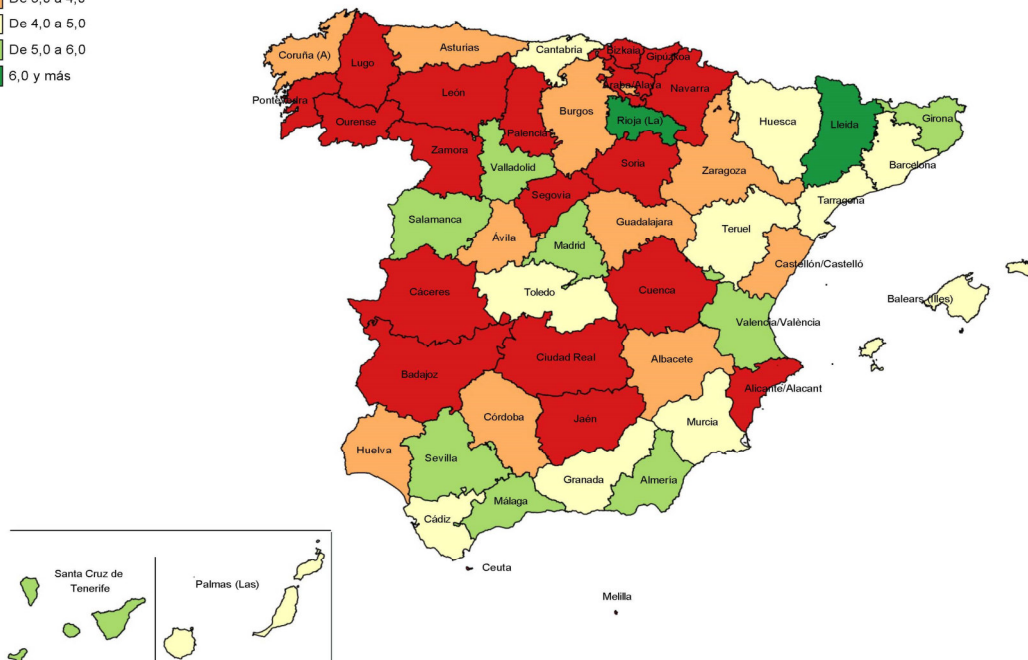 De 4,0 a 5,0
De 5,0 a 6,0
6,0 y más
Coruña (A)
Lugo
Asturias
Cantabria
Bizkaia
Gipúzkoa
Pontevedra
Ourense
León
Palencia
Burgos
Araba/Álava
Navarra
Rioja (La)
Huesca
Lleida
Girona
Barcelona
Zamora
Valladolid
Soria
Zaragoza
Tarragona
Segovia
Salamanca
Ávila
Madrid
Guadalajara
Teruel
Castellón/Castelló
Cáceres
Toledo
Cuenca
Valencia/València
Balears (Illes)
Badajoz
Ciudad Real
Albacete
Alicante/Alacant
Huelva
Córdoba
Jaén
Murcia
Sevilla
Granada
Almería
Málaga
Cádiz
Ceuta
Melilla
Santa Cruz de
Tenerife
Palmas (Las)